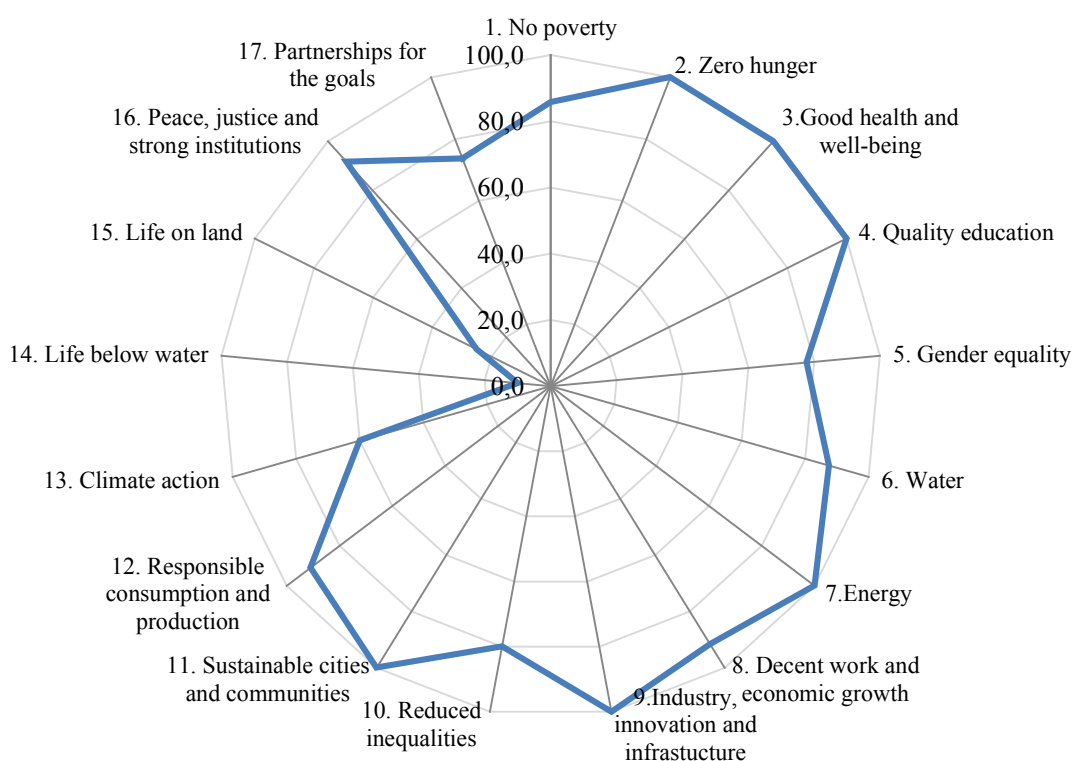 1. No poverty
2. Zero hunger
3.Good health and
well-being
4. Quality education
5. Gender equality
6. Water
7.Energy
8. Decent work and
economic growth
9.Industry,
innovation and
infrastucture
10. Reduced
inequalities
11. Sustainable cities
and communities
12. Responsible
consumption and
production
13. Climate action
14. Life below water
15. Life on land
16. Peace, justice and
strong institutions
17. Partnerships for
the goals
100,0
80,0
60,0
40,0
20,0
0,0